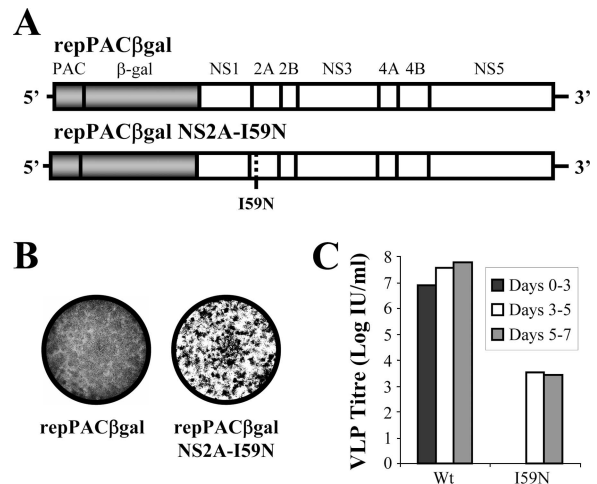 A
repPACβgal
PAC β-gal NS1 2A 2B NS3 4A 4B NS5
5’ 3’
repPACβgal NS2A-I59N
5’ 3’
I59N
B
repPACβgal
repPACβgal
NS2A-I59N
C
VLP Titre (Log IU/ml)
8
7
6
5
4
3
2
1
0
Days 0-3
Days 3-5
Days 5-7
Wt I59N